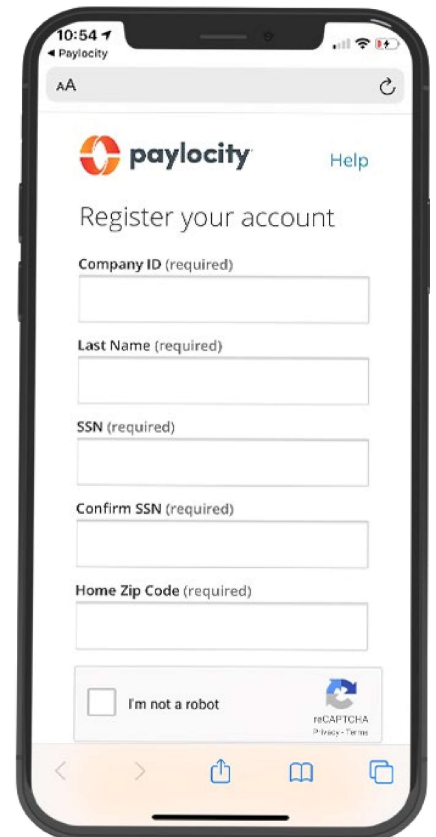 10:54
◀ Paylocity
AA
paylocity
Help
Register your account
Company ID (required)
Last Name (required)
SSN (required)
Confirm SSN (required)
Home Zip Code (required)
I'm not a robot
reCAPTCHA
Privacy - Terms